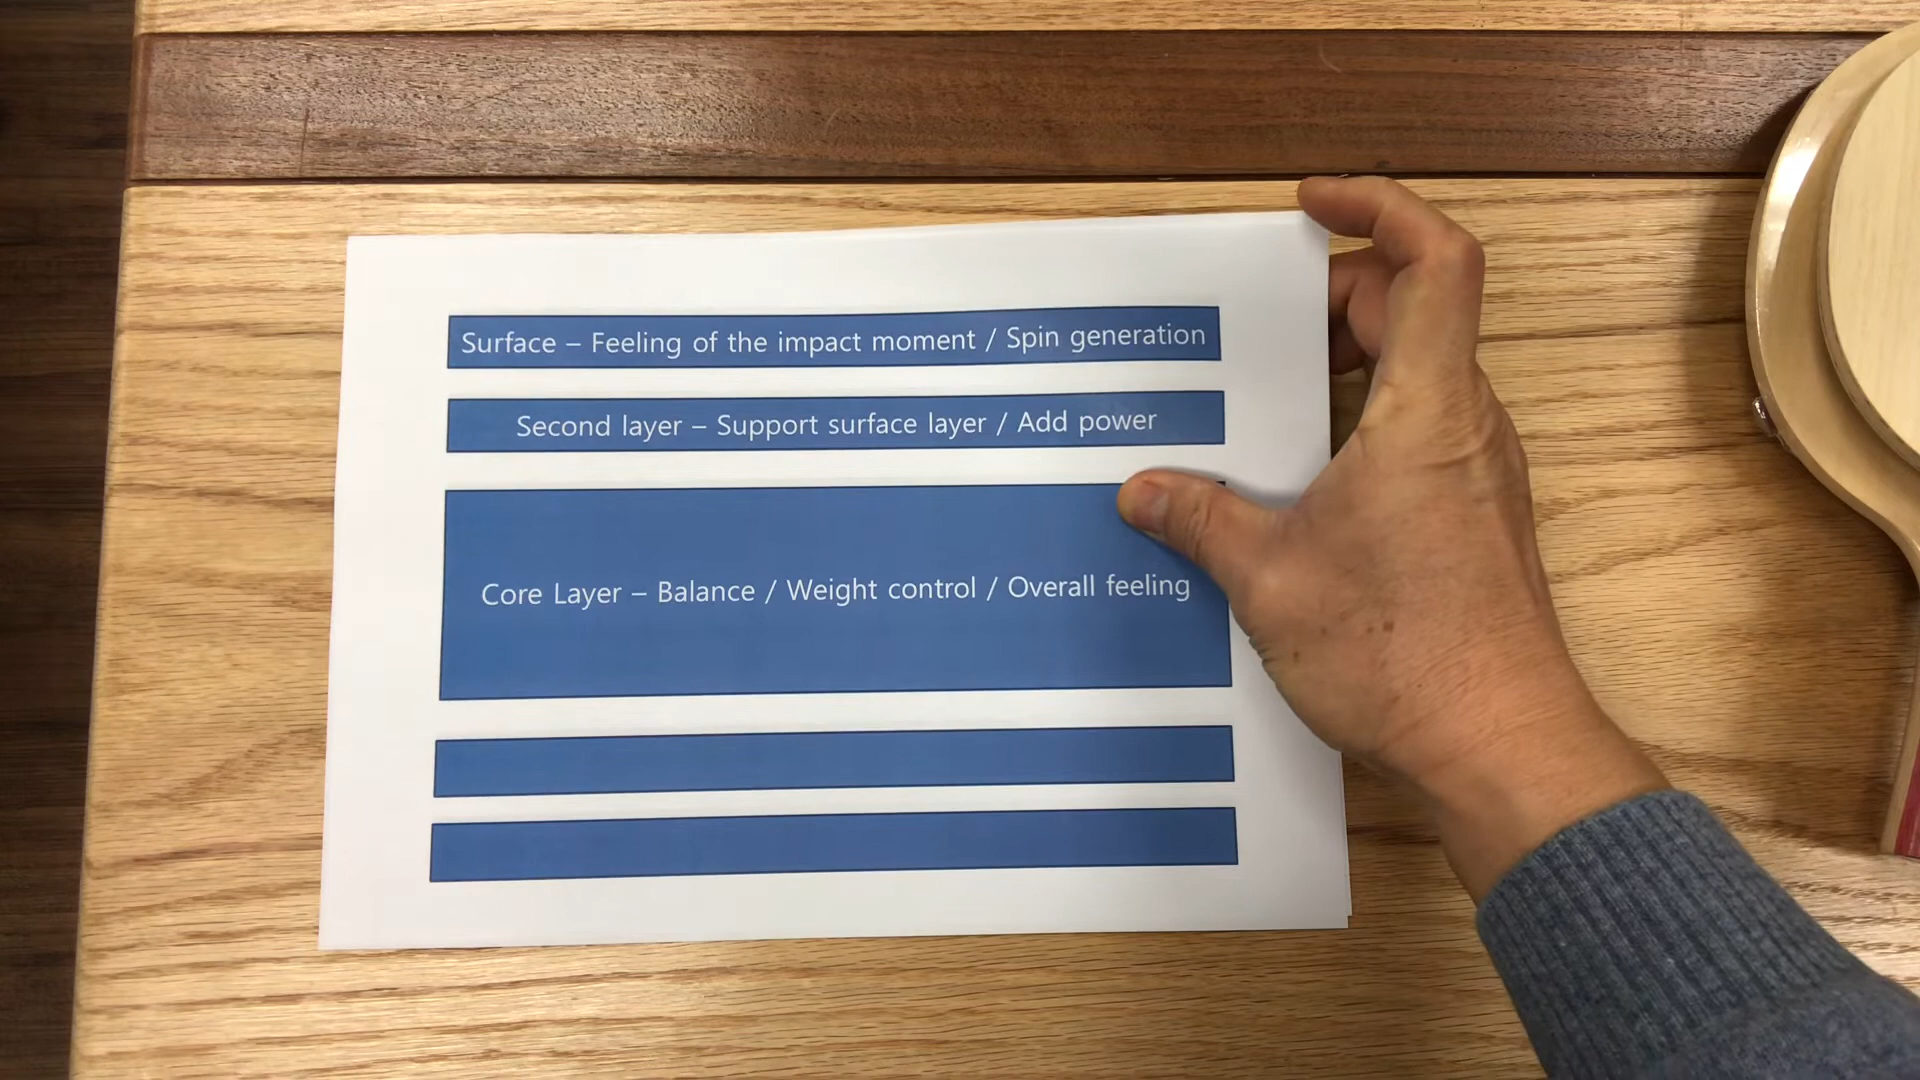 Surface – Feeling of the impact moment / Spin generation
Second layer – Support surface layer / Add power
Core Layer – Balance / Weight control / Overall feeling